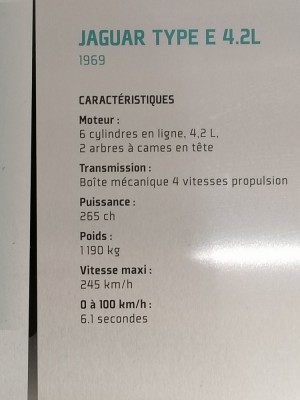 JAGUAR TYPE E 4.2L
1969
CARACTÉRISTIQUES
Moteur :
6 cylindres en ligne, 4,2 L,
2 arbres à cames en tête
Transmission :
Boîte mécanique 4 vitesses propulsion
Puissance :
265 ch
Poids :
1 190 kg
Vitesse maxi :
245 km/h
0 à 100 km/h :
6.1 secondes